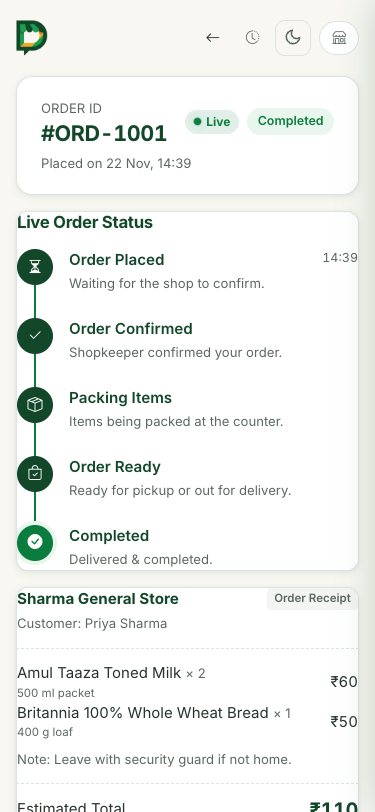 ORDER ID
#ORD-1001
Live
Completed
Placed on 22 Nov, 14:39
Live Order Status
Order Placed 14:39
Waiting for the shop to confirm.
Order Confirmed
Shopkeeper confirmed your order.
Packing Items
Items being packed at the counter.
Order Ready
Ready for pickup or out for delivery.
Completed
Delivered & completed.
Sharma General Store Order Receipt
Customer: Priya Sharma
Amul Taaza Toned Milk × 2 ₹60
500 ml packet
Britannia 100% Whole Wheat Bread × 1 ₹50
400 g loaf
Note: Leave with security guard if not home.
Estimated Total ₹110